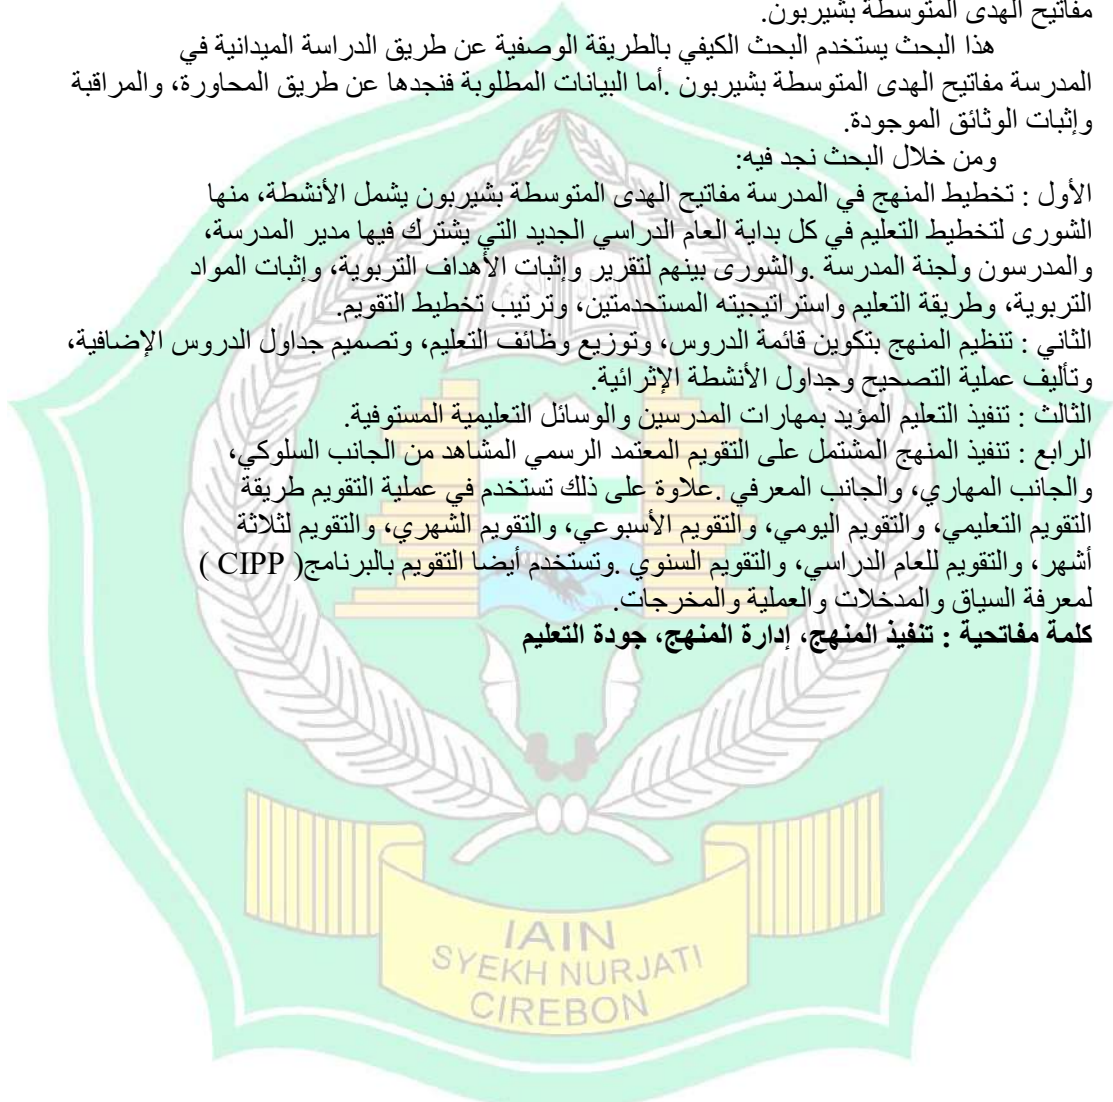 مفاتيح الهدى المتوسطة بشيربون.
هذا البحث يستخدم البحث الكيفي بالطريقة الوصفية عن طريق الدراسة الميدانية في
المدرسة مفاتيح الهدى المتوسطة بشيربون .أما البيانات المطلوبة فنجدها عن طريق المحاورة، والمراقبة
وإثبات الوثائق الموجودة.
ومن خلال البحث نجد فيه:
الأول : تخطيط المنهج في المدرسة مفاتيح الهدى المتوسطة بشيربون يشمل الأنشطة، منها
الشورى لتخطيط التعليم في كل بداية العام الدراسي الجديد التي يشترك فيها مدير المدرسة،
والمدرسون ولجنة المدرسة .والشورى بينهم لتقرير وإثبات الأهداف التربوية، وإثبات المواد
التربوية، وطريقة التعليم واستراتيجيته المستخدمتين، وترتيب تخطيط التقويم.
الثاني : تنظيم المنهج بتكوين قائمة الدروس، وتوزيع وظائف التعليم، وتصميم جداول الدروس الإضافية،
وتأليف عملية التصحيح وجداول الأنشطة الإثرائية.
الثالث : تنفيذ التعليم المؤيد بمهارات المدرسين والوسائل التعليمية المستوفية.
الرابع : تنفيذ المنهج المشتمل على التقويم المعتمد الرسمي المشاهد من الجانب السلوكي،
والجانب المهاري، والجانب المعرفي .علاوة على ذلك تستخدم في عملية التقويم طريقة
التقويم التعليمي، والتقويم اليومي، والتقويم الأسبوعي، والتقويم الشهري، والتقويم لثلاثة
أشهر، والتقويم للعام الدراسي، والتقويم السنوي .وتستخدم أيضا التقويم بالبرنامج( CIPP )
لمعرفة السياق والمدخلات والعملية والمخرجات.
كلمة مفاتحية : تنفيذ المنهج، إدارة المنهج، جودة التعليم
IAIN
SYEKH NURJATI
CIREBON